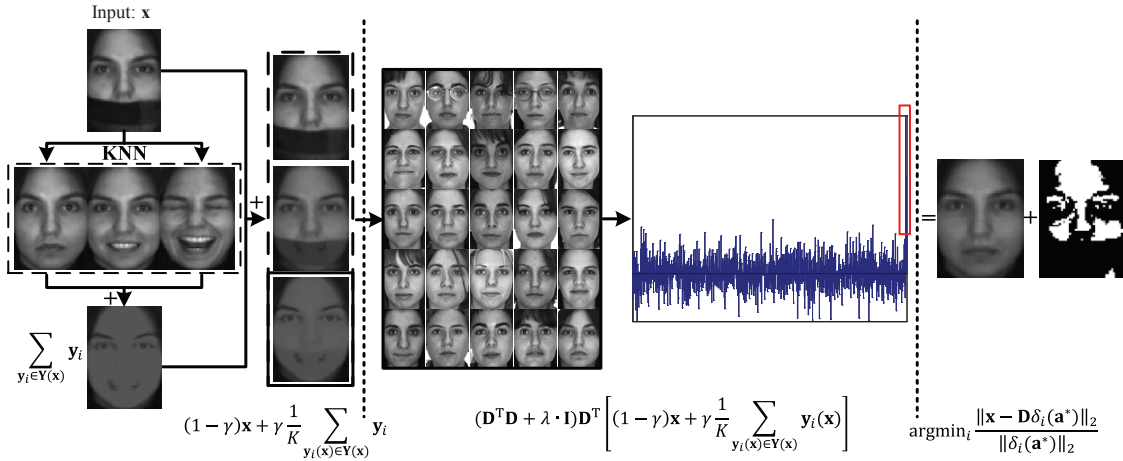 Input: x
KNN
+
+
∑ y_i
y_i∈Y(x)
(1 − γ)x + γ 1/K ∑_{y_i(x)∈Y(x)} y_i
(D^T D + λ · I)D^T [(1 − γ)x + γ 1/K ∑_{y_i(x)∈Y(x)} y_i(x)]
=
+
argmin_i ‖x − Dδ_i(a*)‖_2 / ‖δ_i(a*)‖_2